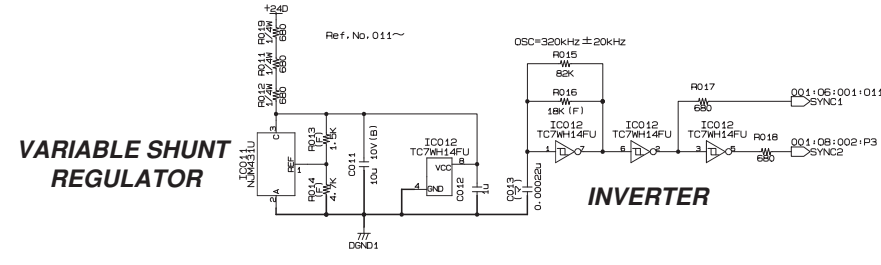 +24D
R019
1/4W
680
R011
1/4W
680
R012
1/4W
680
Ref. No. 011~
OSC=320kHz±20kHz
R015
82K
R016
18K(F)
R017
680
001:06:001:011
SYNC1
VARIABLE SHUNT
REGULATOR
IC011
NJM431U
3
C
REF
1
2
A
R013
(F)
1.5K
R014
(F)
4.7K
C011
10u 10V(B)
IC012
TC7WH14FU
VCC
8
4
GND
C012
1u
C013
0.00022u
IC012
TC7WH14FU
1
7
IC012
TC7WH14FU
6
2
IC012
TC7WH14FU
3
5
R018
680
001:08:002:P3
SYNC2
INVERTER
DGND1